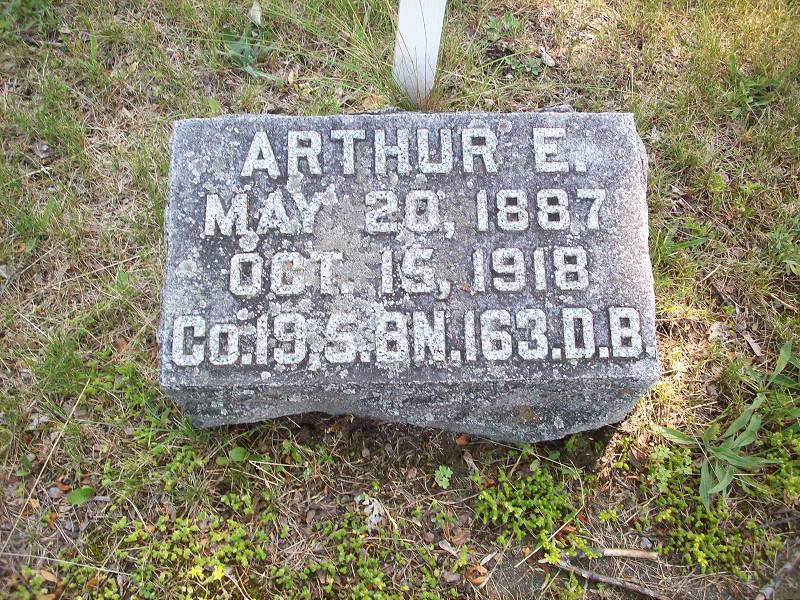 ARTHUR E.
MAY 20, 1887
OCT. 15, 1918
Co.19.5.BN.163.D.B.